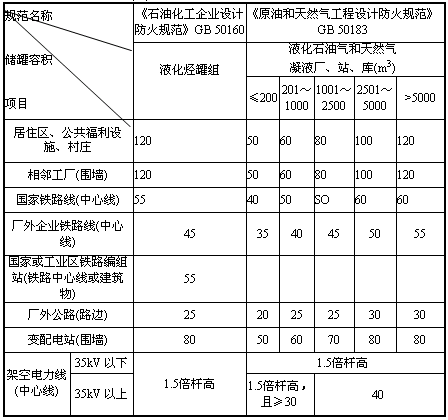 规范名称
储罐容积
项目
《石油化工企业设计
防火规范》GB 50160
《原油和天然气工程设计防火规范》
GB 50183
液化烃罐组
液化石油气和天然气
凝液厂、站、库(m3)
≤200
201～
1000
1001～
2500
2501～
5000
>5000
居住区、公共福利设
施、村庄
120 50 60 80 100 120
相邻工厂(围墙) 120 50 60 80 100 120
国家铁路线(中心线) 55 40 50 SO 60 60
厂外企业铁路线(中心
线)
45 35 40 45 50 55
国家或工业区铁路编组
站(铁路中心线或建筑
物)
55
厂外公路(路边) 25 20 25 25 30 30
变配电站(围墙) 80 50 60 70 80 80
架空电力线
(中心线)
35kV 以下
35kV 以上
1.5倍杆高
1.5倍杆高
1.5倍杆高，
且≥30
40